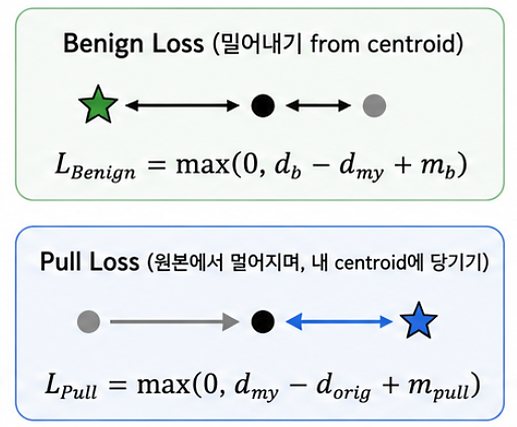 Benign Loss (밀어내기 from centroid)
L_Benign = max(0, d_b − d_my + m_b)
Pull Loss (원본에서 멀어지며, 내 centroid에 당기기)
L_Pull = max(0, d_my − d_orig + m_pull)